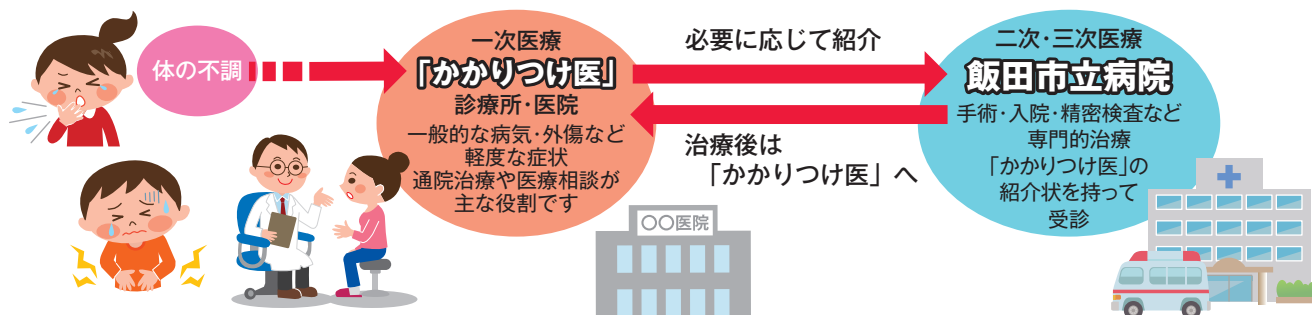 体の不調
一次医療
「かかりつけ医」
診療所・医院
一般的な病気・外傷など
軽度な症状
通院治療や医療相談が
主な役割です
必要に応じて紹介
治療後は
「かかりつけ医」へ
二次・三次医療
飯田市立病院
手術・入院・精密検査など
専門的治療
「かかりつけ医」の
紹介状を持って
受診
〇〇医院